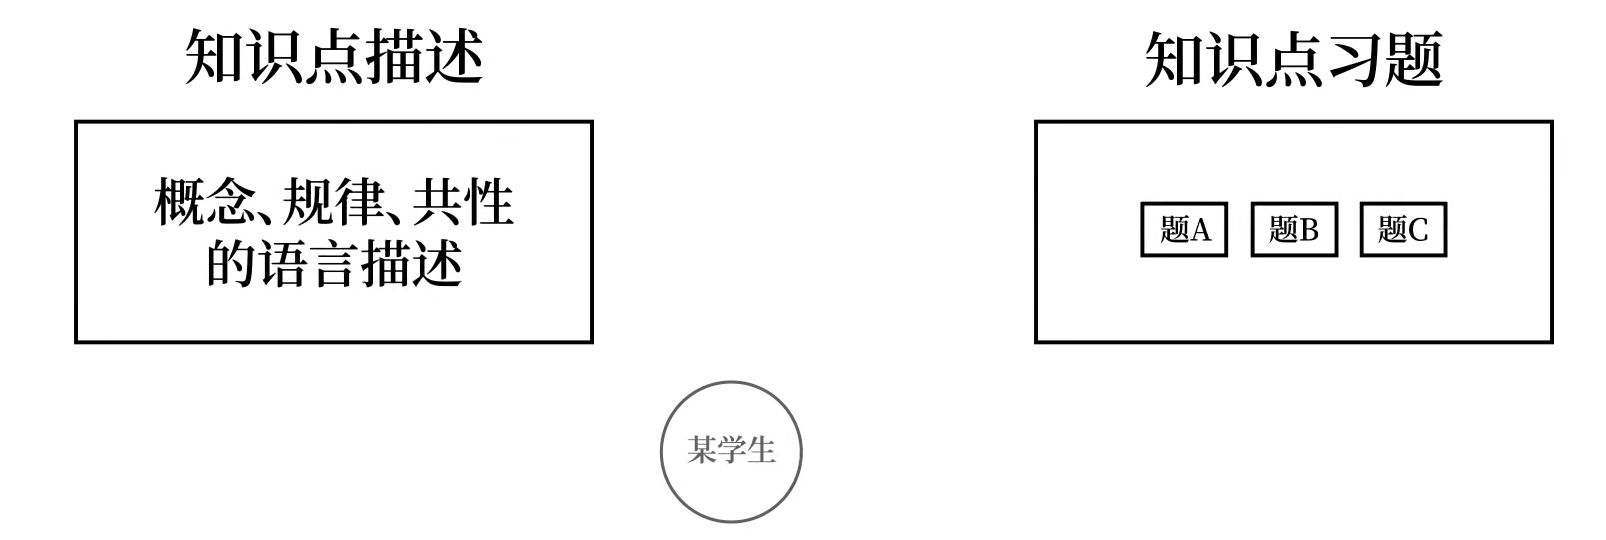 知识点描述
概念、规律、共性
的语言描述
知识点习题
题A
题B
题C
某学生